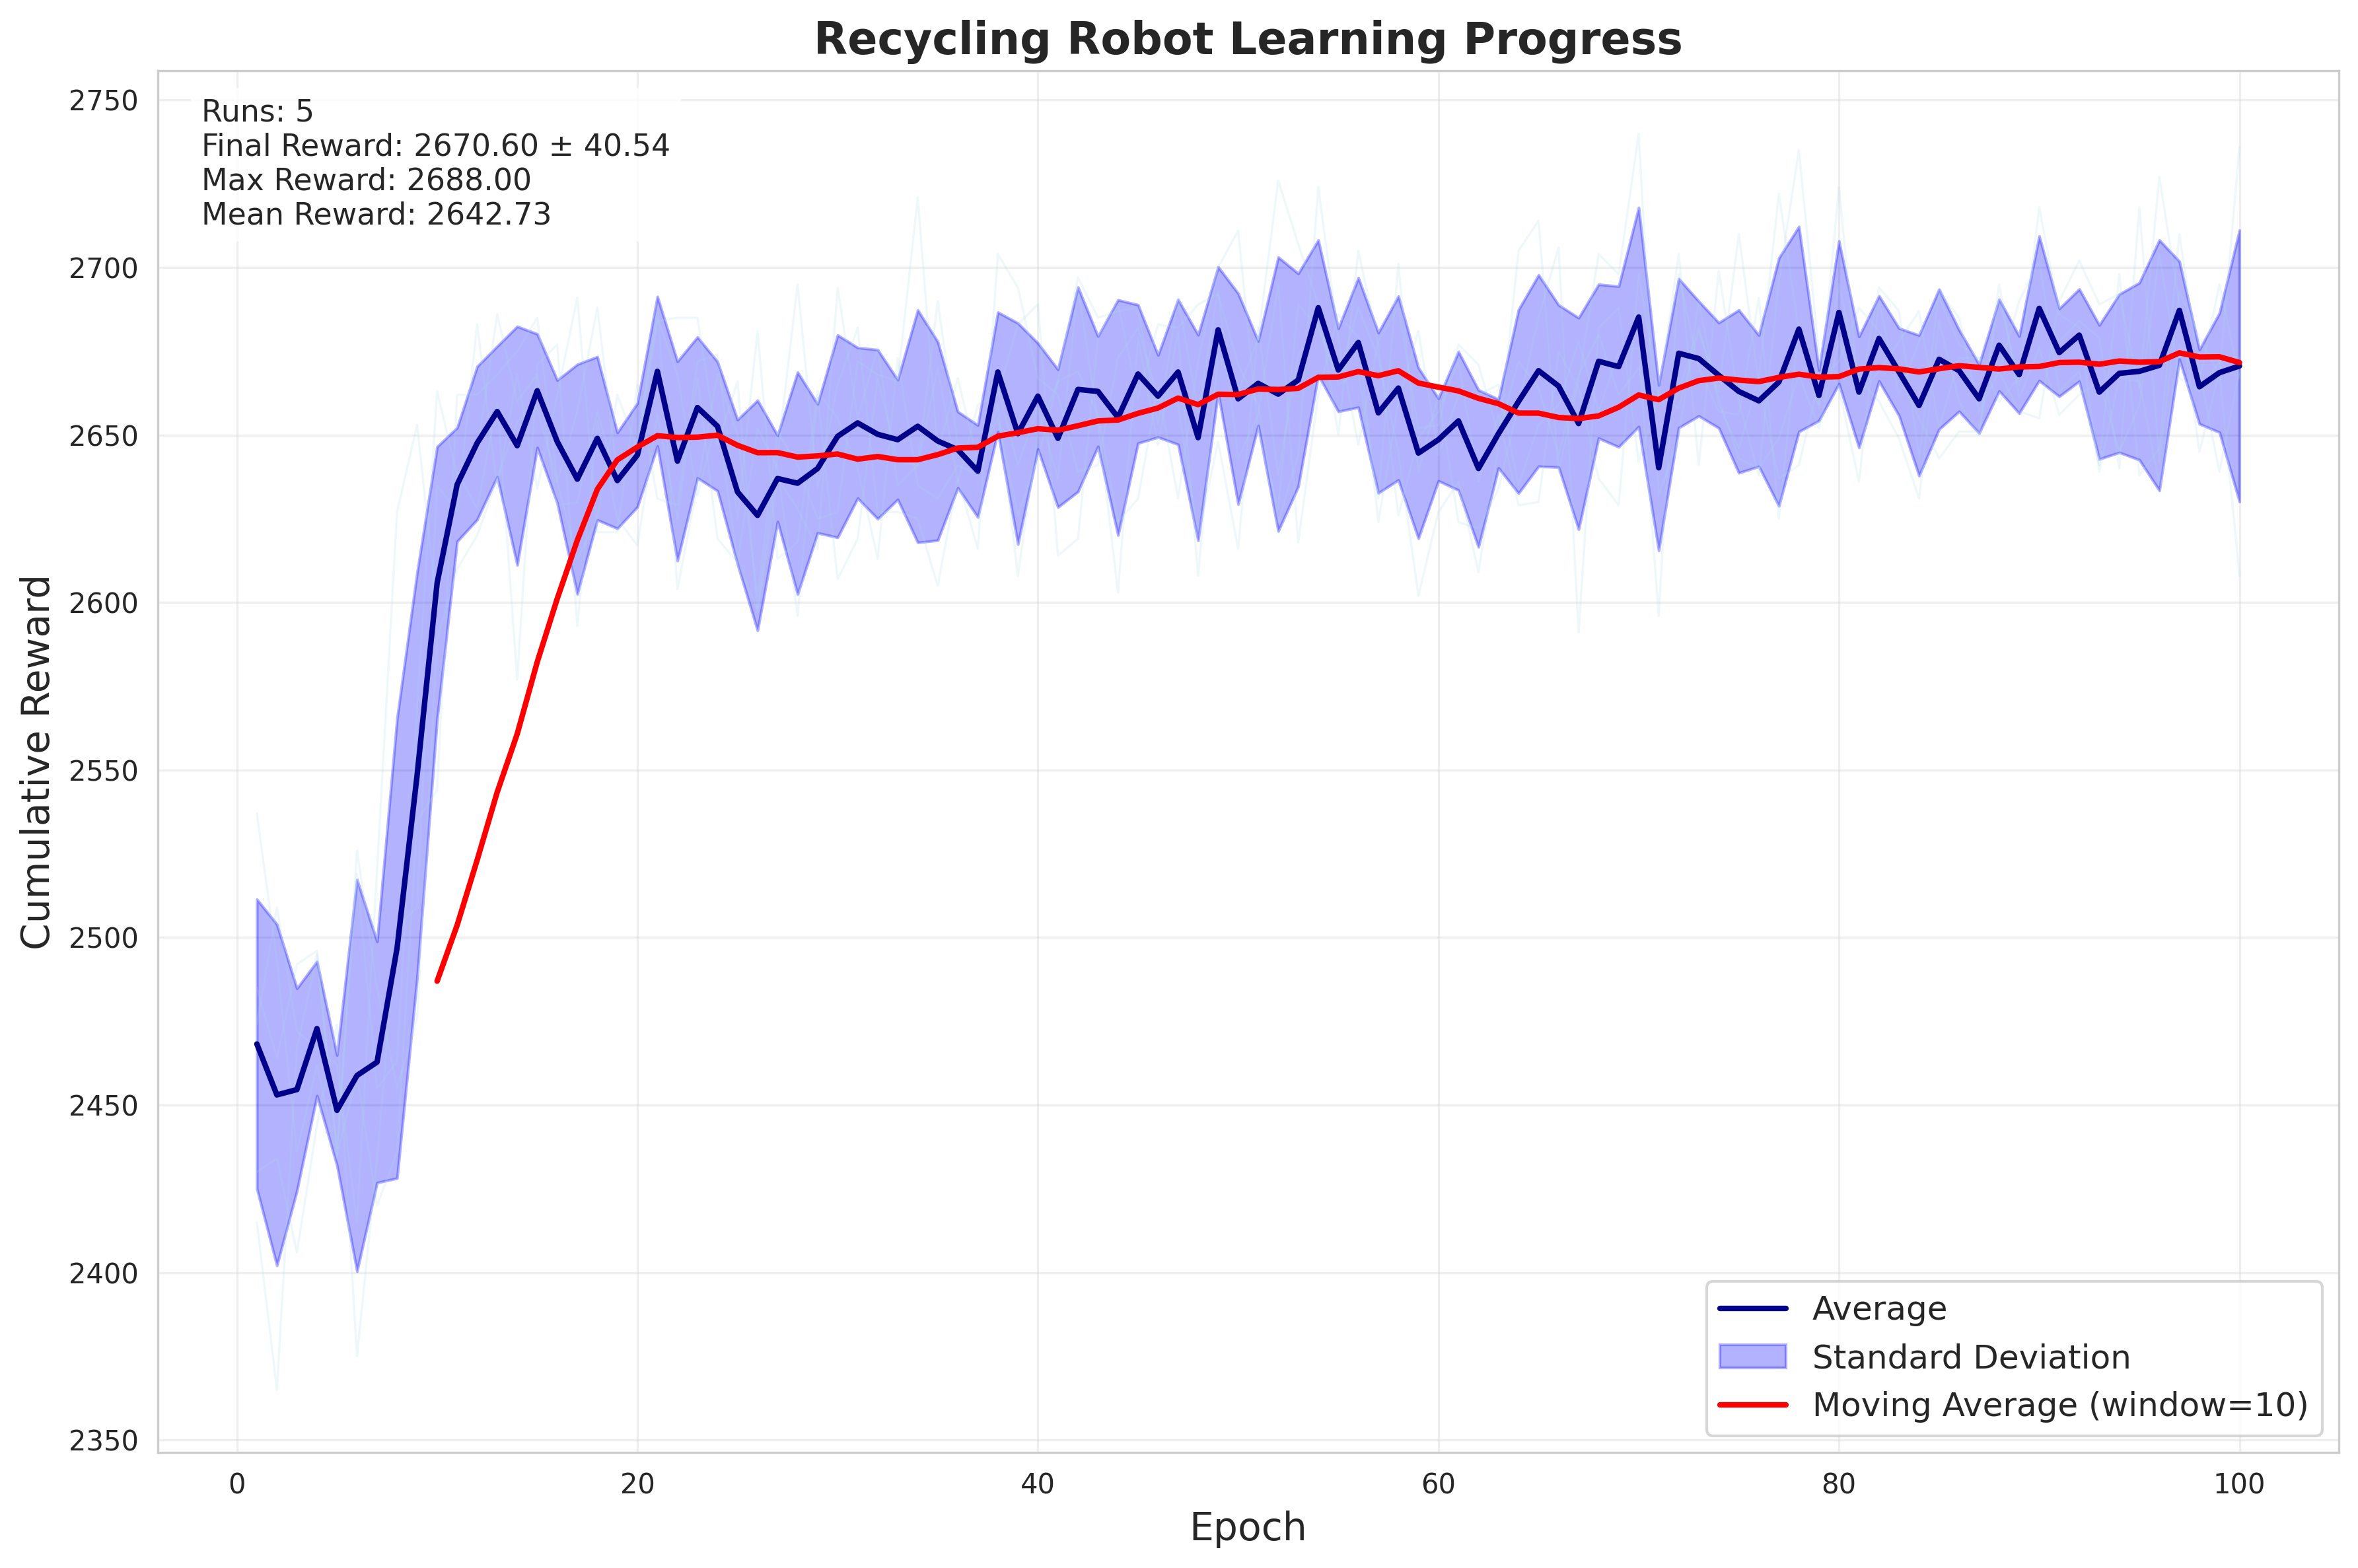 Recycling Robot Learning Progress
Runs: 5
Final Reward: 2670.60 ± 40.54
Max Reward: 2688.00
Mean Reward: 2642.73
Cumulative Reward
2750
2700
2650
2600
2550
2500
2450
2400
2350
0 20 40 60 80 100
Epoch
Average
Standard Deviation
Moving Average (window=10)